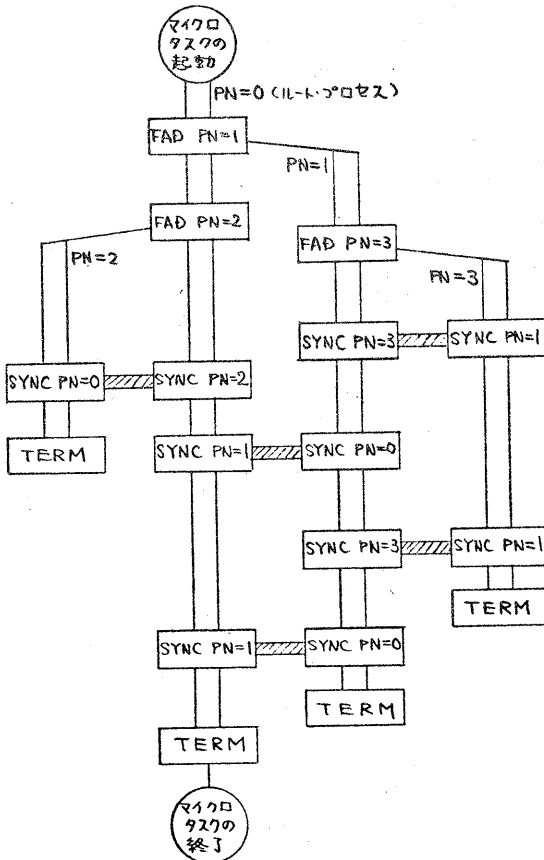 マイクロ
タスクの
起動
PN=0 (ルート・プロセス)
FAD PN=1
PN=1
FAD PN=2
FAD PN=3
PN=2
PN=3
SYNC PN=3
SYNC PN=1
SYNC PN=0
SYNC PN=2
TERM
SYNC PN=1
SYNC PN=0
SYNC PN=3
SYNC PN=1
TERM
SYNC PN=1
SYNC PN=0
TERM
TERM
マイクロ
タスクの
終了